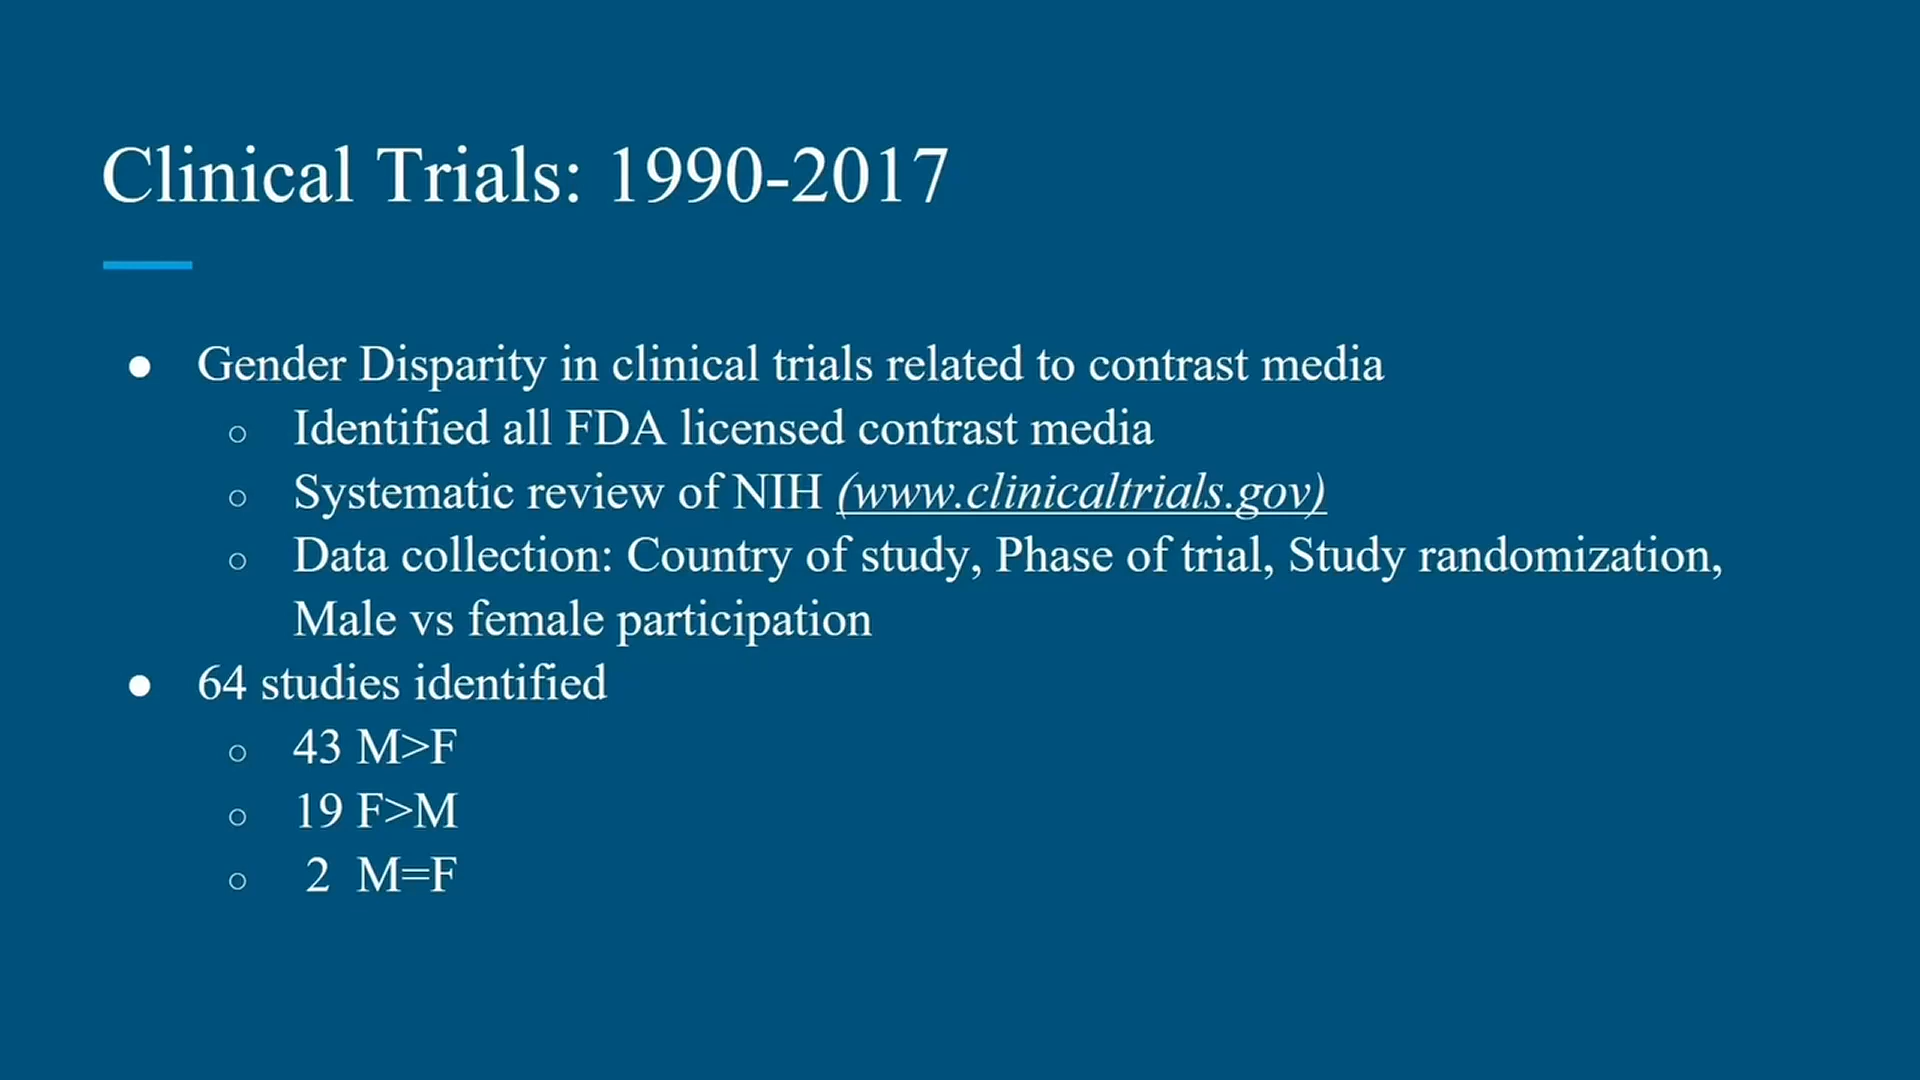 Clinical Trials: 1990-2017
● Gender Disparity in clinical trials related to contrast media
○ Identified all FDA licensed contrast media
○ Systematic review of NIH (www.clinicaltrials.gov)
○ Data collection: Country of study, Phase of trial, Study randomization,
Male vs female participation
● 64 studies identified
○ 43 M>F
○ 19 F>M
○ 2 M=F